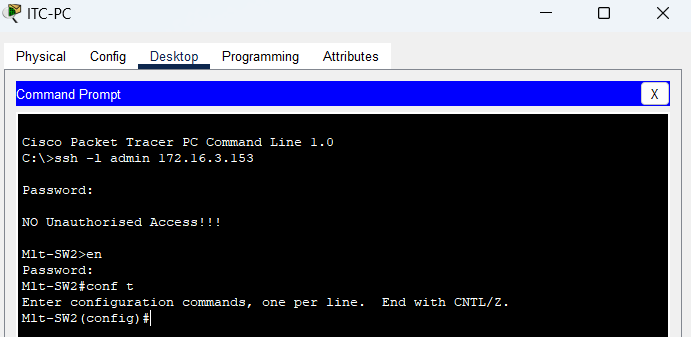 ITC-PC
Physical Config Desktop Programming Attributes
Command Prompt X
Cisco Packet Tracer PC Command Line 1.0
C:\>ssh -l admin 172.16.3.153
Password:
NO Unauthorised Access!!!
Mlt-SW2>en
Password:
Mlt-SW2#conf t
Enter configuration commands, one per line.  End with CNTL/Z.
Mlt-SW2(config)#